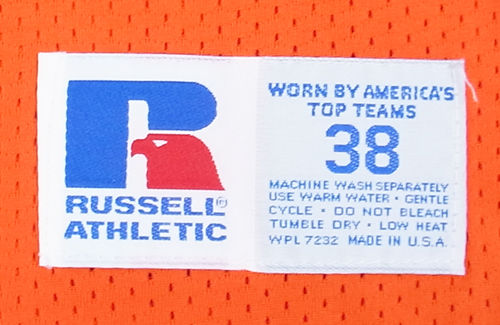 R
RUSSELL®
ATHLETIC
WORN BY AMERICA'S
TOP TEAMS
38
MACHINE WASH SEPARATELY
USE WARM WATER • GENTLE
CYCLE • DO NOT BLEACH
TUMBLE DRY • LOW HEAT
WPL 7232 MADE IN U.S.A.